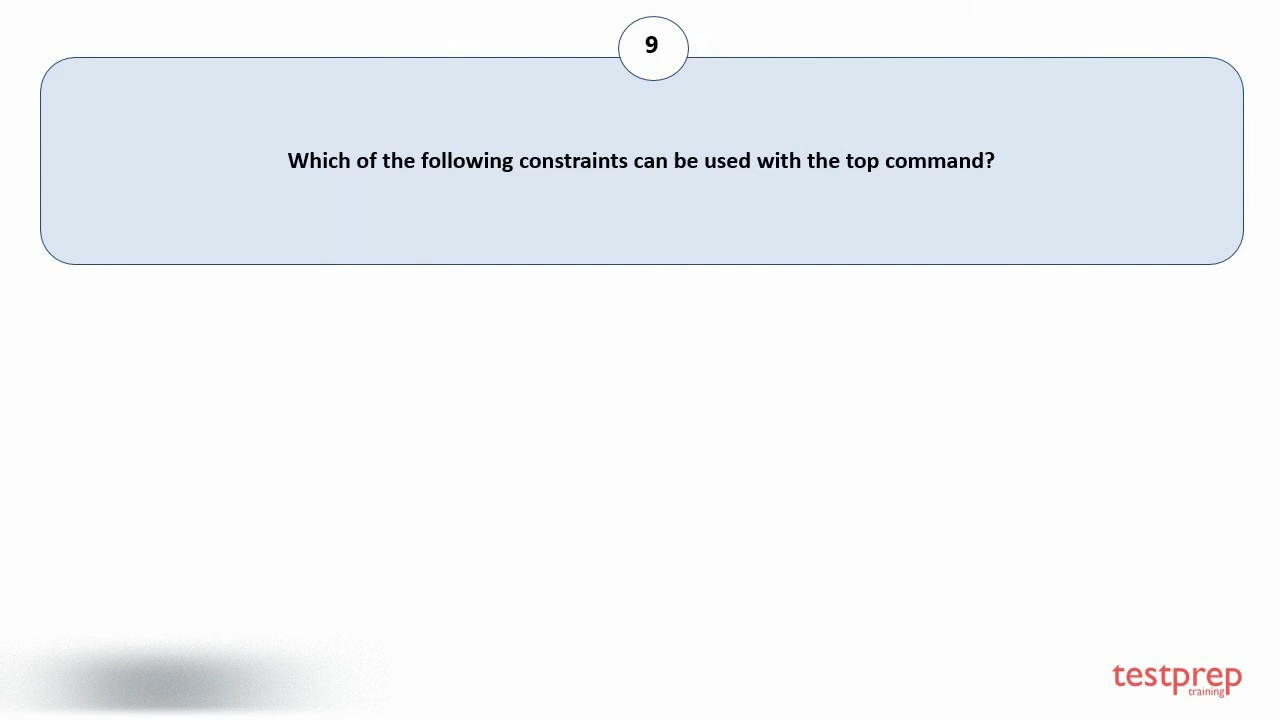 9
Which of the following constraints can be used with the top command?
testprep
training